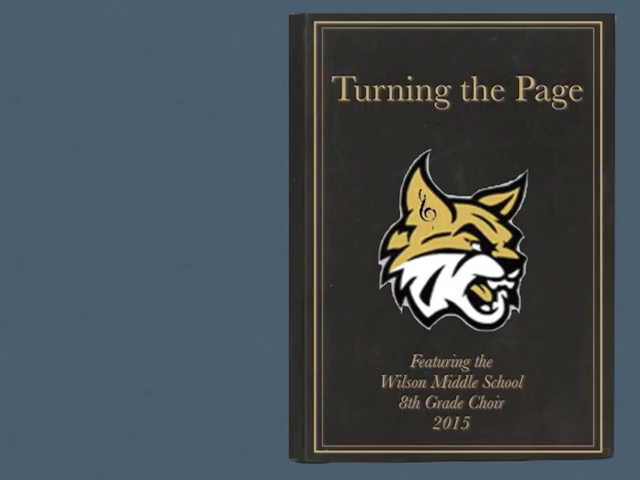 Turning the Page
Featuring the
Wilson Middle School
8th Grade Choir
2015